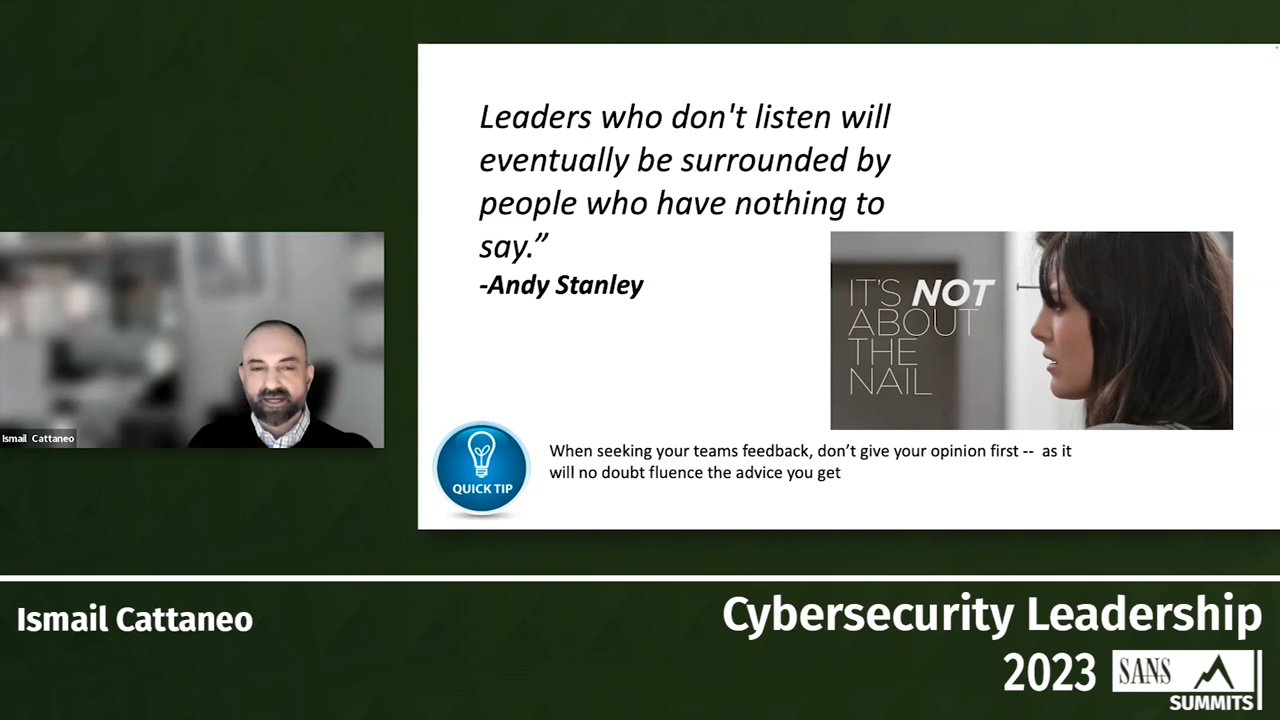 Leaders who don't listen will
eventually be surrounded by
people who have nothing to
say.”
-Andy Stanley
IT'S NOT
ABOUT
THE
NAIL
QUICK TIP
When seeking your teams feedback, don’t give your opinion first -- as it
will no doubt fluence the advice you get
Ismail Cattaneo
Ismail Cattaneo
Cybersecurity Leadership
2023
SANS
SUMMITS